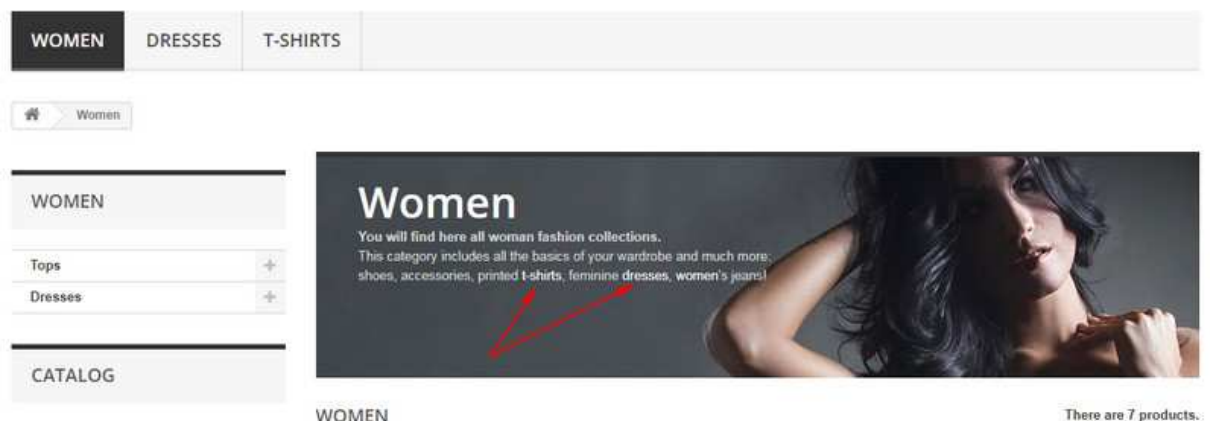 WOMEN DRESSES T-SHIRTS
Women
WOMEN
Tops
Dresses
CATALOG
Women
You will find here all woman fashion collections.
This category includes all the basics of your wardrobe and much more:
shoes, accessories, printed t-shirts, feminine dresses, women's jeans!
WOMEN
There are 7 products.